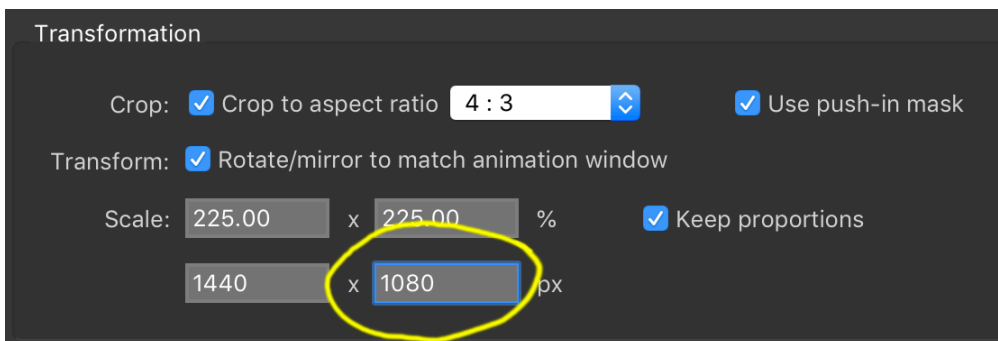 Transformation
Crop: Crop to aspect ratio 4 : 3 Use push-in mask
Transform: Rotate/mirror to match animation window
Scale: 225.00 x 225.00 % Keep proportions
1440 x 1080 px